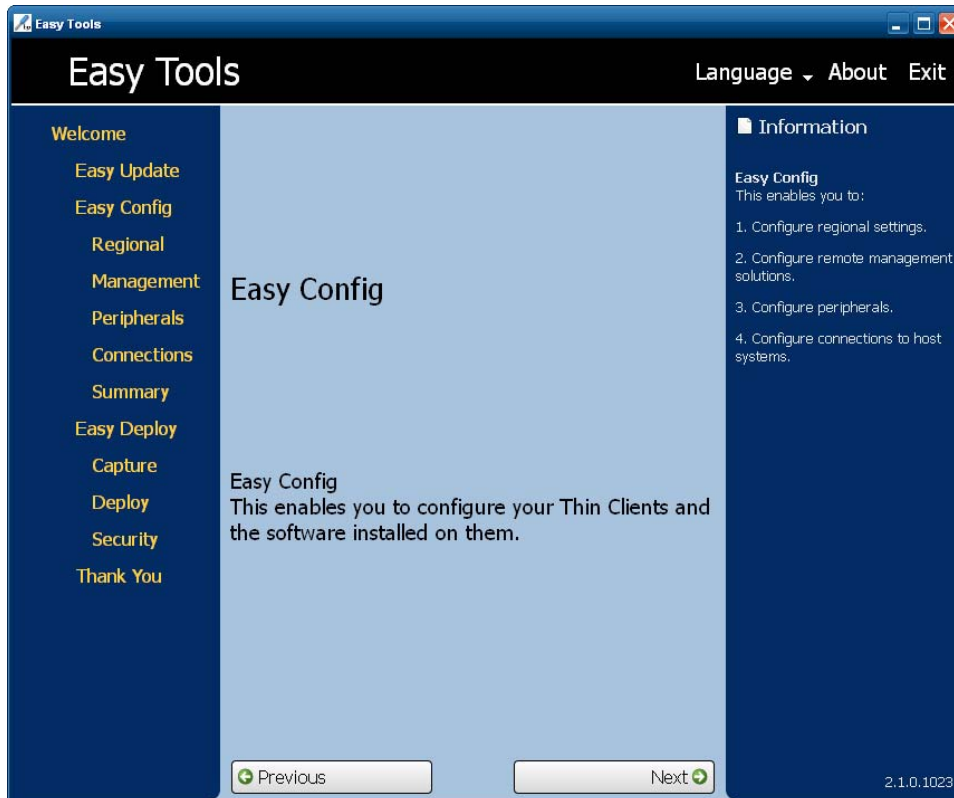 Easy Tools
Easy Tools
Language About Exit
Welcome
Easy Update
Easy Config
Regional
Management
Peripherals
Connections
Summary
Easy Deploy
Capture
Deploy
Security
Thank You
Easy Config
Easy Config
This enables you to configure your Thin Clients and
the software installed on them.
Previous
Next
Information
Easy Config
This enables you to:
1. Configure regional settings.
2. Configure remote management
solutions.
3. Configure peripherals.
4. Configure connections to host
systems.
2.1.0.1023